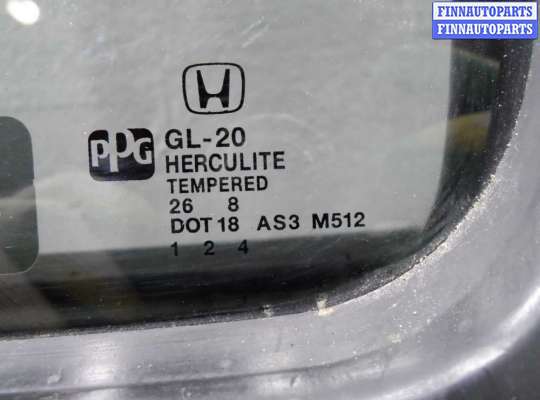 FINNAUTOPARTS
FINNAUTOPARTS
PPG GL-20
HERCULITE
TEMPERED
26 8
DOT 18 AS3 M512
1 2 4